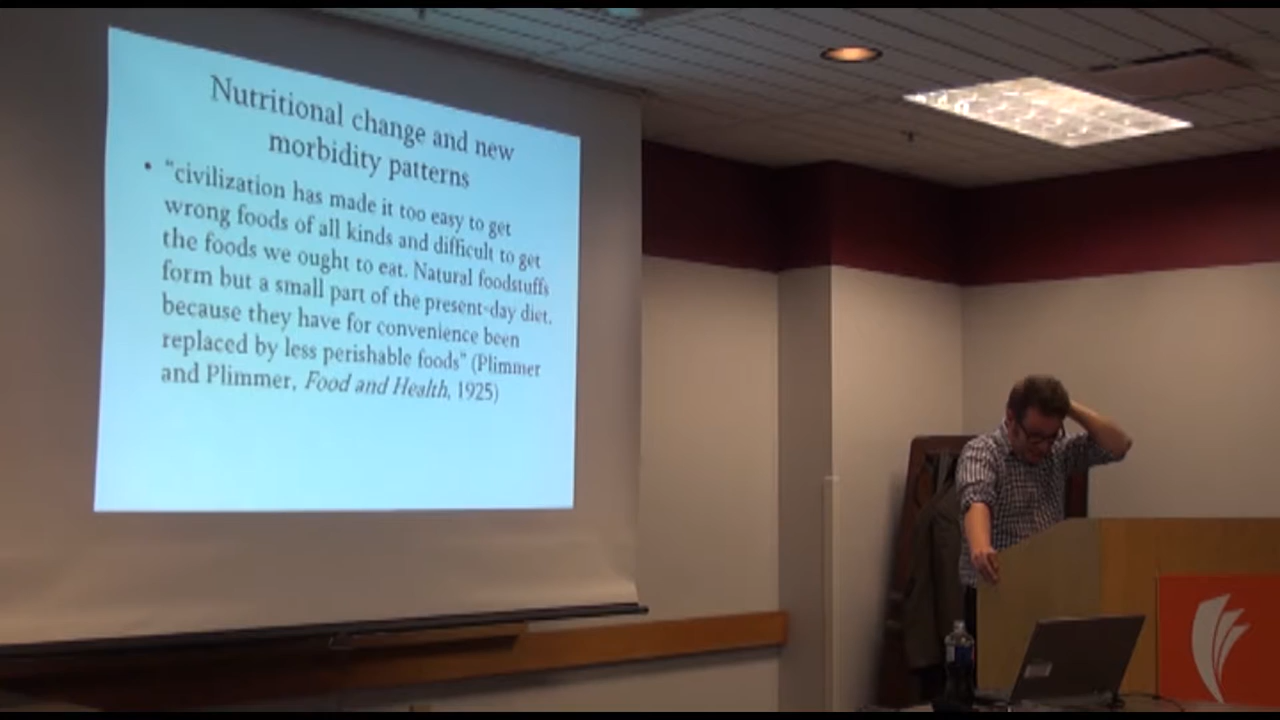 Nutritional change and new
morbidity patterns
• "civilization has made it too easy to get
wrong foods of all kinds and difficult to get
the foods we ought to eat. Natural foodstuffs
form but a small part of the present-day diet.
because they have for convenience been
replaced by less perishable foods" (Plimmer
and Plimmer, Food and Health, 1925)